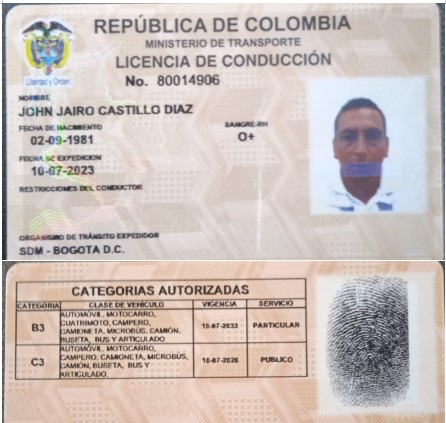 REPÚBLICA DE COLOMBIA
MINISTERIO DE TRANSPORTE
LICENCIA DE CONDUCCIÓN
No. 80014906
Libertad y Orden
NOMBRE
JOHN JAIRO CASTILLO DIAZ
FECHA DE NACIMIENTO
02-09-1981
SANGRE-RH
O+
FECHA DE EXPEDICION
10-07-2023
RESTRICCIONES DEL CONDUCTOR
ORGANISMO DE TRÁNSITO EXPEDIDOR
SDM - BOGOTA D.C.
CATEGORIAS AUTORIZADAS
CATEGORIA CLASE DE VEHÍCULO VIGENCIA SERVICIO
B3 AUTOMÓVIL, MOTOCARRO,
CUATRIMOTO, CAMPERO,
CAMIONETA, MICROBÚS, CAMIÓN,
BUSETA, BUS Y ARTICULADO
10-07-2033 PARTICULAR
C3 AUTOMÓVIL, MOTOCARRO,
CAMPERO, CAMIONETA, MICROBÚS,
CAMIÓN, BUSETA, BUS Y
ARTICULADO.
10-07-2026 PUBLICO